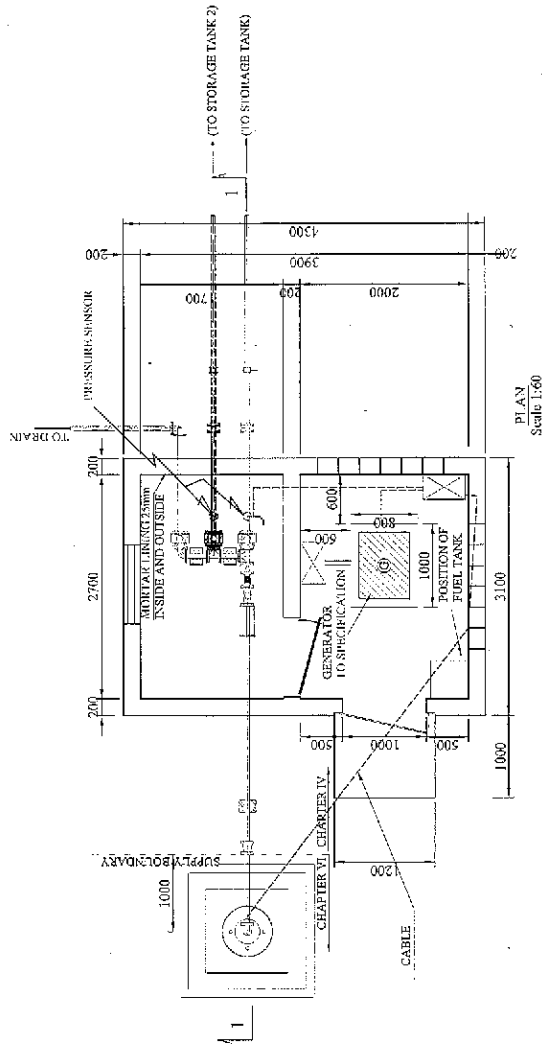 (TO STORAGE TANK 2)
(TO STORAGE TANK)
1
4300
200
3900
200
700
200
2000
PRESSURE SENSOR
TO DRAIN
200
MORTAR LINING 25mm
INSIDE AND OUTSIDE
2700
200
600
600
800
1000
G
GENERATOR
TO SPECIFICATION
POSITION OF
FUEL TANK
3100
1000
500
1000
500
1200
CHAPTER VI
CHARTER IV
SUPPLY BOUNDARY
1000
CABLE
1
PLAN
Scale 1:60